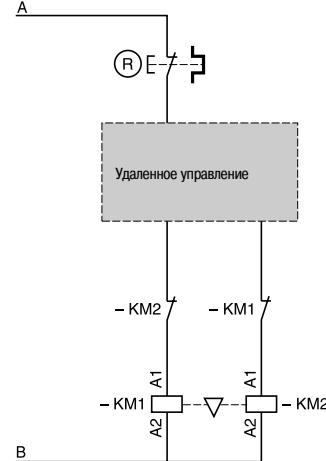 A
R
Удаленное управление
– KM2
– KM1
A1
A1
– KM1
– KM2
A2
A2
B